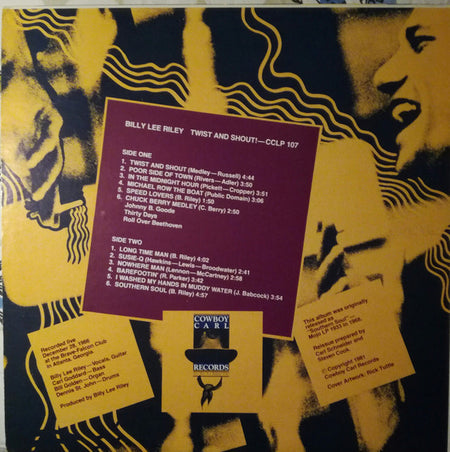 BILLY LEE RILEY TWIST AND SHOUT!—CCLP 107
SIDE ONE
1. TWIST AND SHOUT (Medley—Russell) 4:44
2. POOR SIDE OF TOWN (Rivers—Adler) 3:50
3. IN THE MIDNIGHT HOUR (Pickett—Cropper) 3:51
4. MICHAEL ROW THE BOAT (Public Domain) 3:06
5. SPEED LOVERS (B. Riley) 1:50
6. CHUCK BERRY MEDLEY (C. Berry) 2:50
Johnny B. Goode
Thirty Days
Roll Over Beethoven
SIDE TWO
1. LONG TIME MAN (B. Riley) 4:02
2. SUSIE-Q (Hawkins—Lewis—Broadwater) 2:41
3. NOWHERE MAN (Lennon—McCartney) 2:58
4. BAREFOOTIN' (R. Parker) 3:42
5. I WASHED MY HANDS IN MUDDY WATER (J. Babcock) 3:54
6. SOUTHERN SOUL (B. Riley) 4:57
Recorded live
December 28, 1966
at the Brave-Falcon Club
in Atlanta, Georgia.
Billy Lee Riley—Vocals, Guitar
Carl Goddard—Bass
Bill Golden—Organ
Dennis St. John—Drums
Produced by Billy Lee Riley
COWBOY
CARL
RECORDS
This album was originally
released as
"Southern Soul"—
Mojo LP 1933 in 1968.
Reissue prepared by
Carl Schneider and
Steven Cook.
© Copyright 1981
Cowboy Carl Records
Cover Artwork: Rick Tuttle